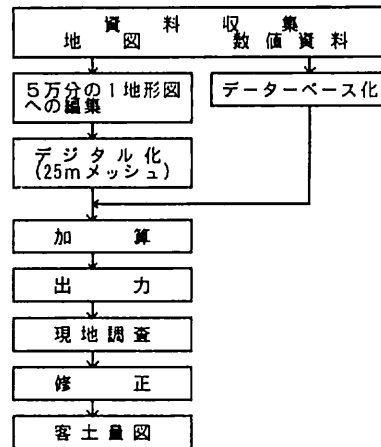 資料収集
地図 数値資料
5万分の1地形図
への編集
データーベース化
デジタル化
(25mメッシュ)
加算
出力
現地調査
修正
客土量図